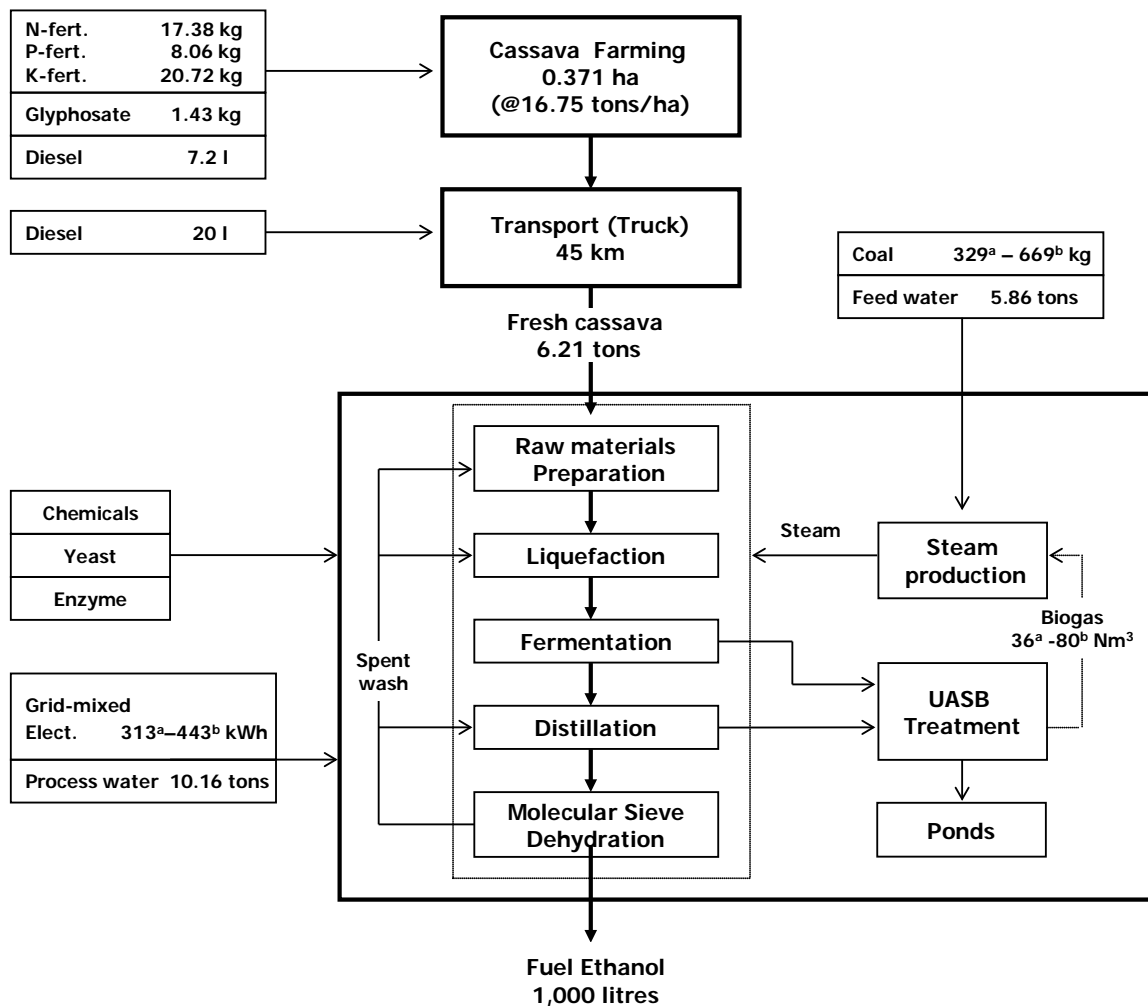 N-fert. 17.38 kg
P-fert. 8.06 kg
K-fert. 20.72 kg
Glyphosate 1.43 kg
Diesel 7.2 l
Cassava Farming
0.371 ha
(@16.75 tons/ha)
Diesel 20 l
Transport (Truck)
45 km
Coal 329ᵃ – 669ᵇ kg
Feed water 5.86 tons
Fresh cassava
6.21 tons
Raw materials
Preparation
Chemicals
Yeast
Enzyme
Liquefaction
Steam
Steam
production
Biogas
36ᵃ -80ᵇ Nm³
Fermentation
Spent
wash
Grid-mixed
Elect. 313ᵃ–443ᵇ kWh
Process water 10.16 tons
Distillation
UASB
Treatment
Molecular Sieve
Dehydration
Ponds
Fuel Ethanol
1,000 litres